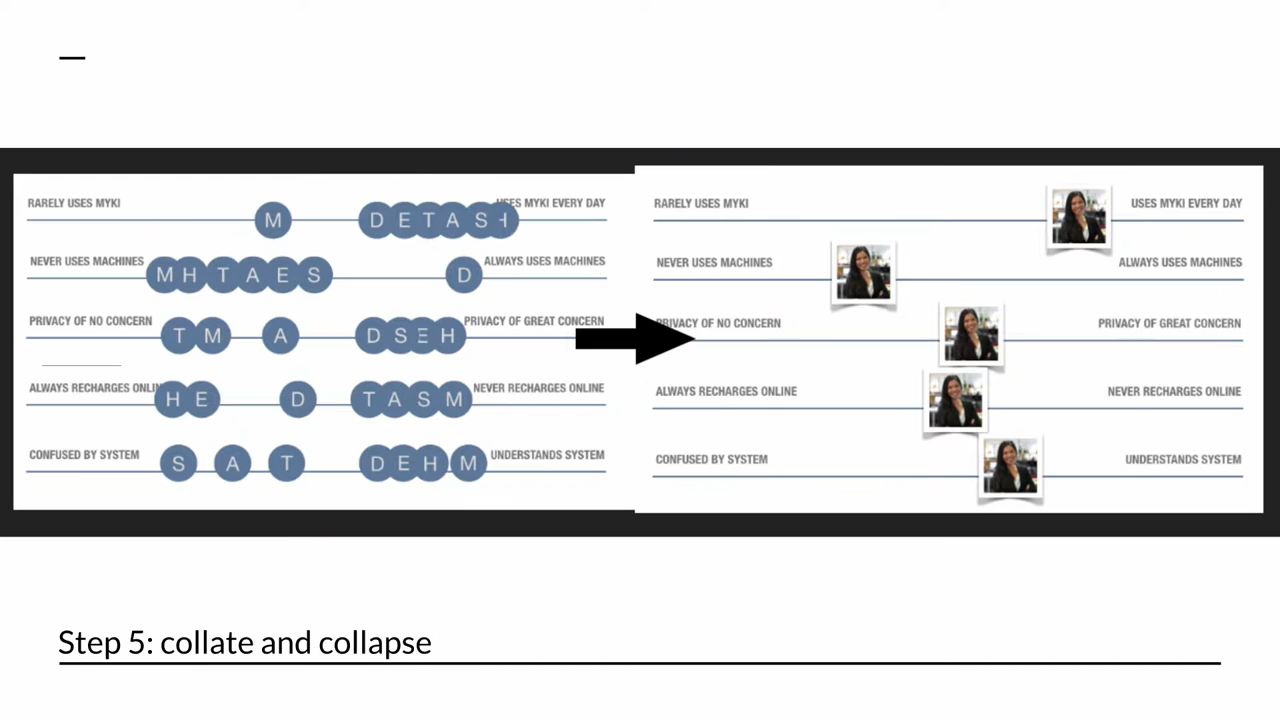 RARELY USES MYKI
USES MYKI EVERY DAY
M D E T A S H
NEVER USES MACHINES
ALWAYS USES MACHINES
M H T A E S D
PRIVACY OF NO CONCERN
PRIVACY OF GREAT CONCERN
T M A D S E H
ALWAYS RECHARGES
NEVER RECHARGES ONLINE
H E D T A S M
CONFUSED BY SYSTEM
UNDERSTANDS SYSTEM
S A T D E H M
RARELY USES MYKI
USES MYKI EVERY DAY
NEVER USES MACHINES
ALWAYS USES MACHINES
PRIVACY OF NO CONCERN
PRIVACY OF GREAT CONCERN
ALWAYS RECHARGES ONLINE
NEVER RECHARGES ONLINE
CONFUSED BY SYSTEM
UNDERSTANDS SYSTEM
Step 5: collate and collapse